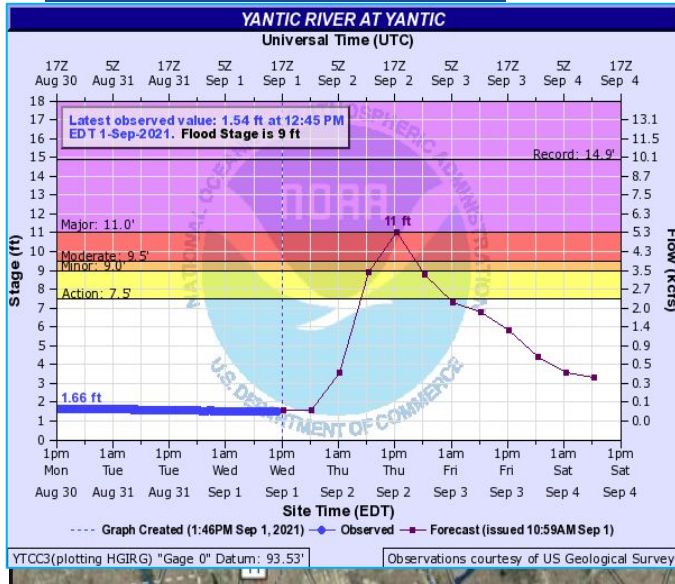 YANTIC RIVER AT YANTIC
Universal Time (UTC)
17Z 5Z 17Z 5Z 17Z 5Z 17Z 5Z 17Z 5Z 17Z
Aug 30 Aug 31 Aug 31 Sep 1 Sep 1 Sep 2 Sep 2 Sep 3 Sep 3 Sep 4 Sep 4
Latest observed value: 1.54 ft at 12:45 PM
EDT 1-Sep-2021. Flood Stage is 9 ft
Record: 14.9'
11 ft
Major: 11.0'
Moderate: 9.5'
Minor: 9.0'
Action: 7.5'
1.66 ft
Stage (ft)
18
17
16
15
14
13
12
11
10
9
8
7
6
5
4
3
2
1
0
Flow (kcfs)
13.1
11.5
10.1
8.7
7.5
6.3
5.3
4.3
3.5
2.7
2.0
1.4
0.9
0.5
0.3
0.1
0.0
NOAA
U.S. DEPARTMENT OF COMMERCE
1pm 1am 1pm 1am 1pm 1am 1pm 1am 1pm 1am 1pm
Mon Tue Tue Wed Wed Thu Thu Fri Fri Sat Sat
Aug 30 Aug 31 Aug 31 Sep 1 Sep 1 Sep 2 Sep 2 Sep 3 Sep 3 Sep 4 Sep 4
Site Time (EDT)
Graph Created (1:46PM Sep 1, 2021) Observed Forecast (issued 10:59AM Sep 1)
YTCC3(plotting HGIRG) "Gage 0" Datum: 93.53' Observations courtesy of US Geological Survey